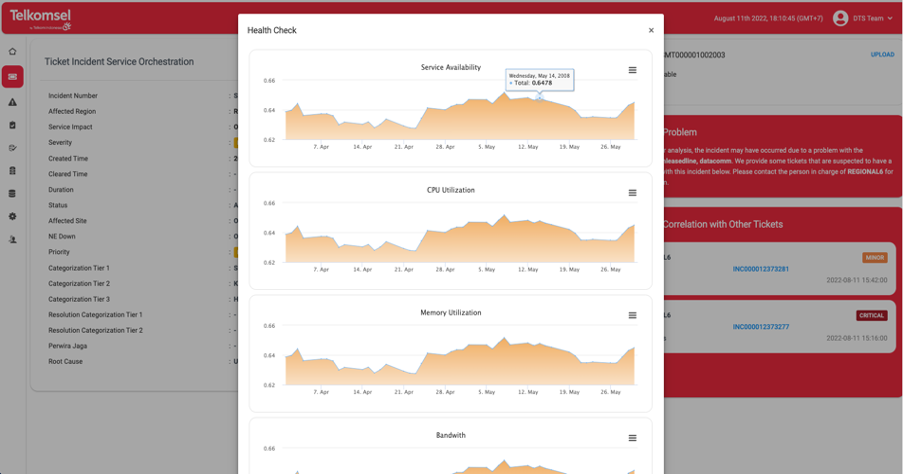 Telkomsel
August 11th 2022, 18:10:45 (GMT+7)
DTS Team
Ticket Incident Service Orchestration
Incident Number :
Affected Region :
Service Impact :
Severity :
Created Time :
Cleared Time : -
Duration : -
Status :
Affected Site :
NE Down :
Priority :
Categorization Tier 1 :
Categorization Tier 2 :
Categorization Tier 3 :
Resolution Categorization Tier 1 : -
Resolution Categorization Tier 2 : -
Perwira Jaga : -
Root Cause :
Health Check ×
Service Availability
0.66
0.64
0.62
Wednesday, May 14, 2008
• Total: 0.6478
7. Apr 14. Apr 21. Apr 28. Apr 5. May 12. May 19. May 26. May
CPU Utilization
0.66
0.64
0.62
7. Apr 14. Apr 21. Apr 28. Apr 5. May 12. May 19. May 26. May
Memory Utilization
0.66
0.64
0.62
7. Apr 14. Apr 21. Apr 28. Apr 5. May 12. May 19. May 26. May
Bandwith
0.66
0.64
MT000001002003 UPLOAD
able
Problem
analysis, the incident may have occurred due to a problem with the
leasedline, datacomm. We provide some tickets that are suspected to have a
with this incident below. Please contact the person in charge of REGIONAL6 for
Correlation with Other Tickets
L6 MINOR
INC000012373281
2022-08-11 15:42:00
L6 CRITICAL
INC000012373277
2022-08-11 15:16:00